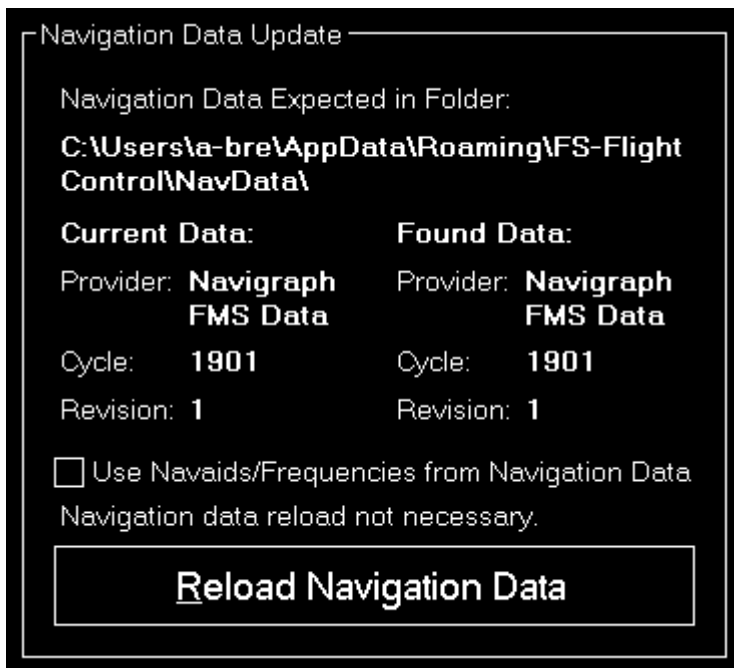 Navigation Data Update
Navigation Data Expected in Folder:
C:\Users\a-bre\AppData\Roaming\FS-Flight
Control\NavData\
Current Data:
Found Data:
Provider: Navigraph
FMS Data
Provider: Navigraph
FMS Data
Cycle: 1901
Cycle: 1901
Revision: 1
Revision: 1
Use Navaids/Frequencies from Navigation Data
Navigation data reload not necessary.
Reload Navigation Data